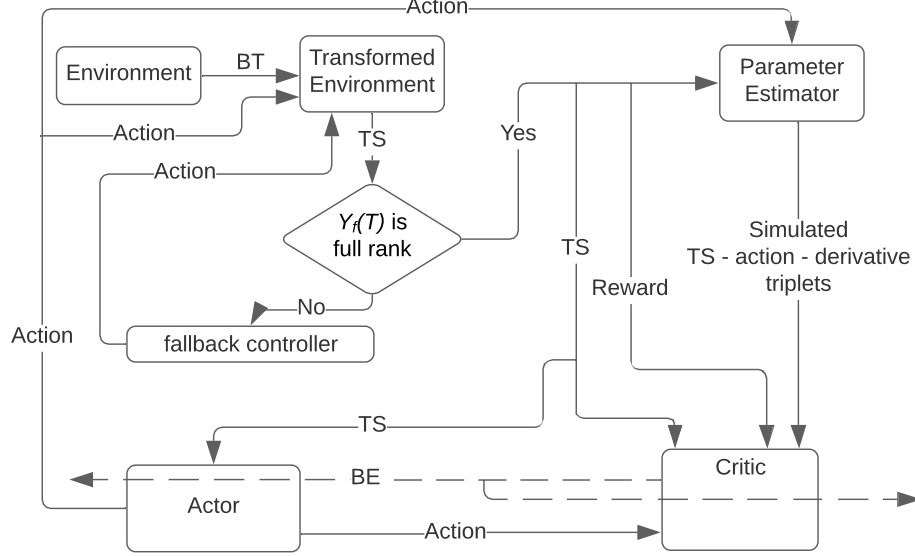 Action
Environment
BT
Transformed
Environment
Parameter
Estimator
Action
TS
Yes
Action
Yf(T) is
full rank
TS
Simulated
TS - action - derivative
triplets
Reward
No
Action
fallback controller
TS
BE
Critic
Actor
Action